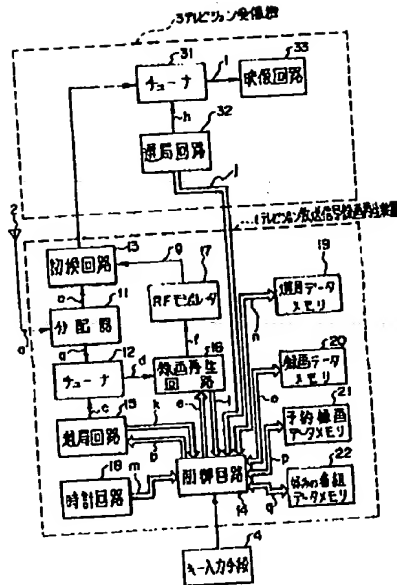 3テレビジョン受像機
31
チューナ
1
33
映像回路
h
32
選局回路
1
2
1テレビジョン放送信号録画再生装置
13
切換回路
g
17
RFモジュレータ
19
選局データ
メモリ
a
11
分配器
a
a
12
チューナ
d
f
16
録画再生
回路
n
20
録画データ
メモリ
c
15
選局回路
k
e
o
21
予約録画
データメモリ
p
18
時計回路
m
制御回路
14
p
q
22
好みの番組
データメモリ
4
キー入力手段